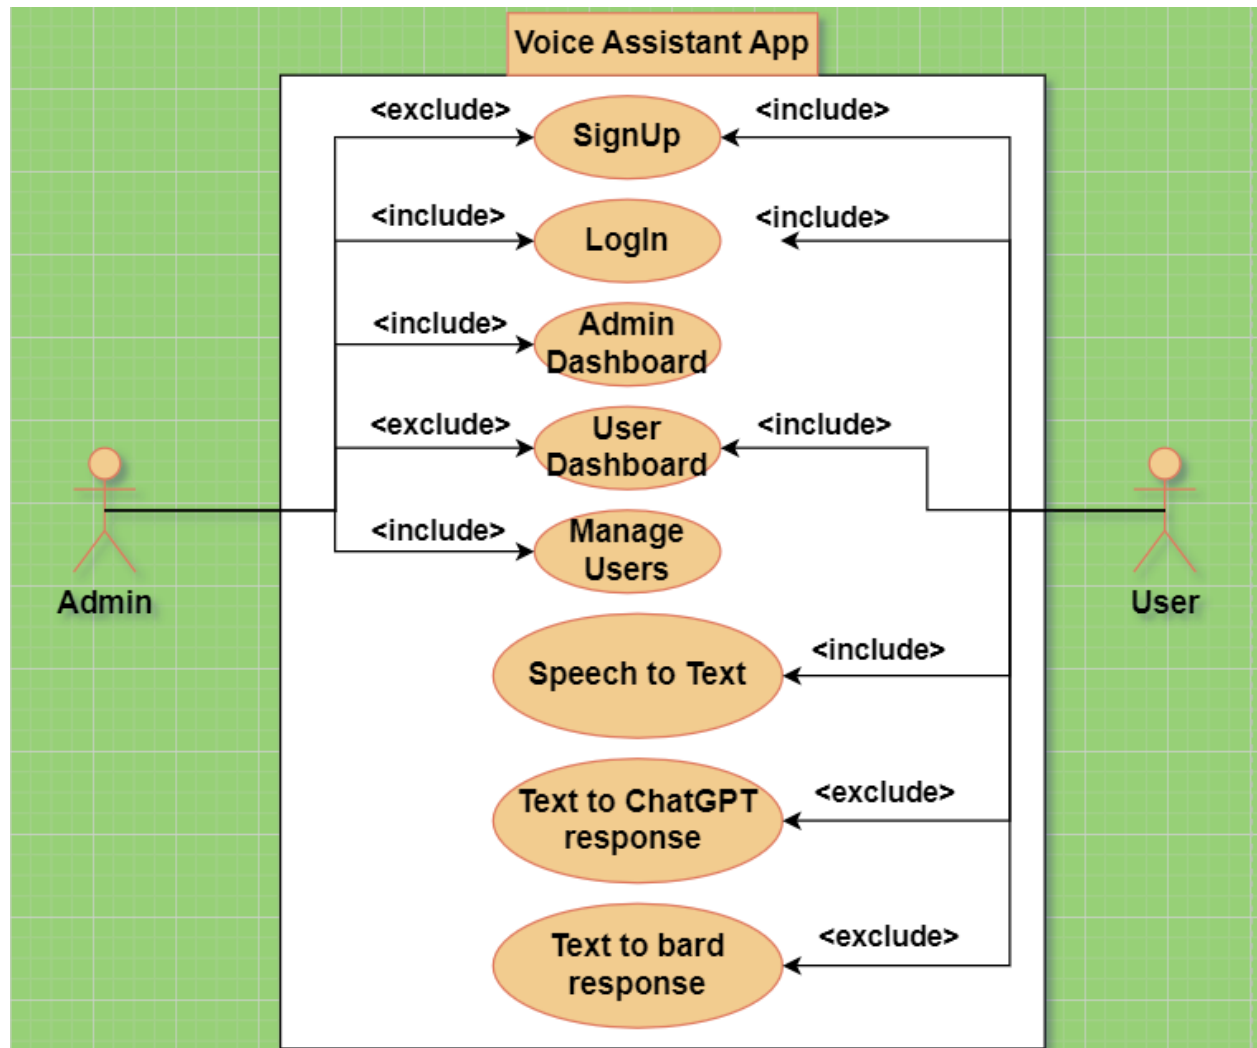 Voice Assistant App
<exclude>
SignUp
<include>
<include>
LogIn
<include>
<include>
Admin
Dashboard
<exclude>
User
Dashboard
<include>
<include>
Manage
Users
Admin
User
Speech to Text
<include>
Text to ChatGPT
response
<exclude>
Text to bard
response
<exclude>